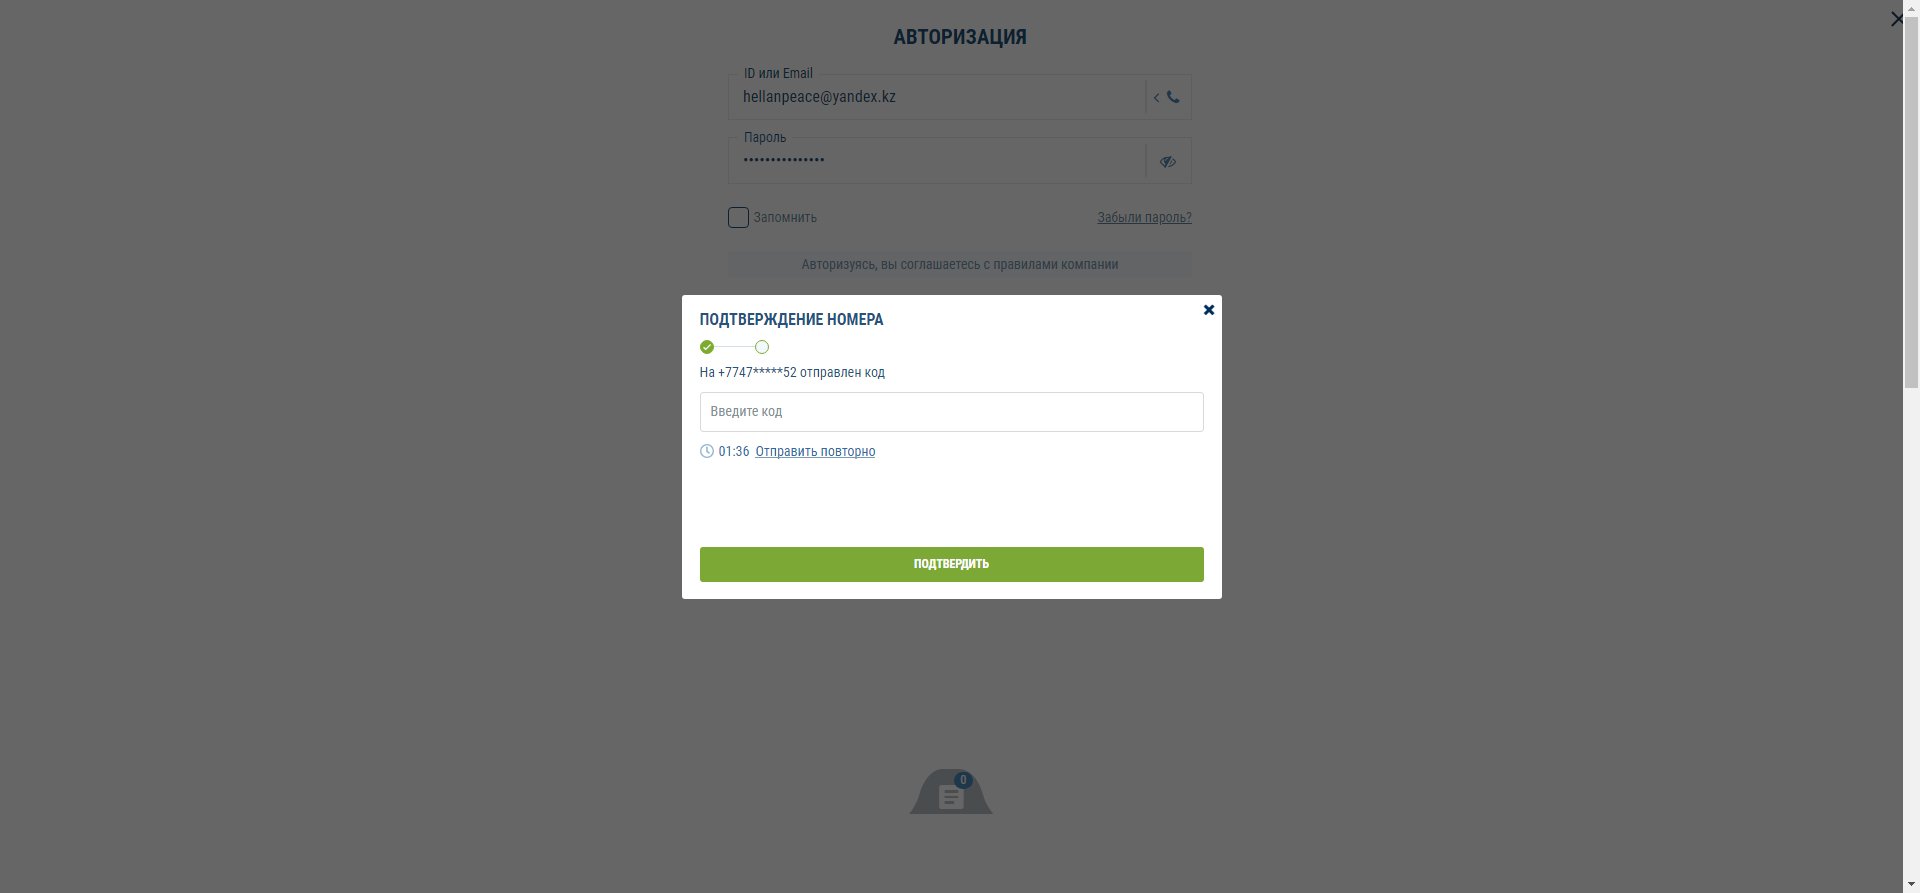 АВТОРИЗАЦИЯ
ID или Email
hellanpeace@yandex.kz
Пароль
•••••••••••••••
Запомнить
Забыли пароль?
Авторизуясь, вы соглашаетесь с правилами компании
ПОДТВЕРЖДЕНИЕ НОМЕРА
На +7747*****52 отправлен код
Введите код
01:36 Отправить повторно
ПОДТВЕРДИТЬ
0